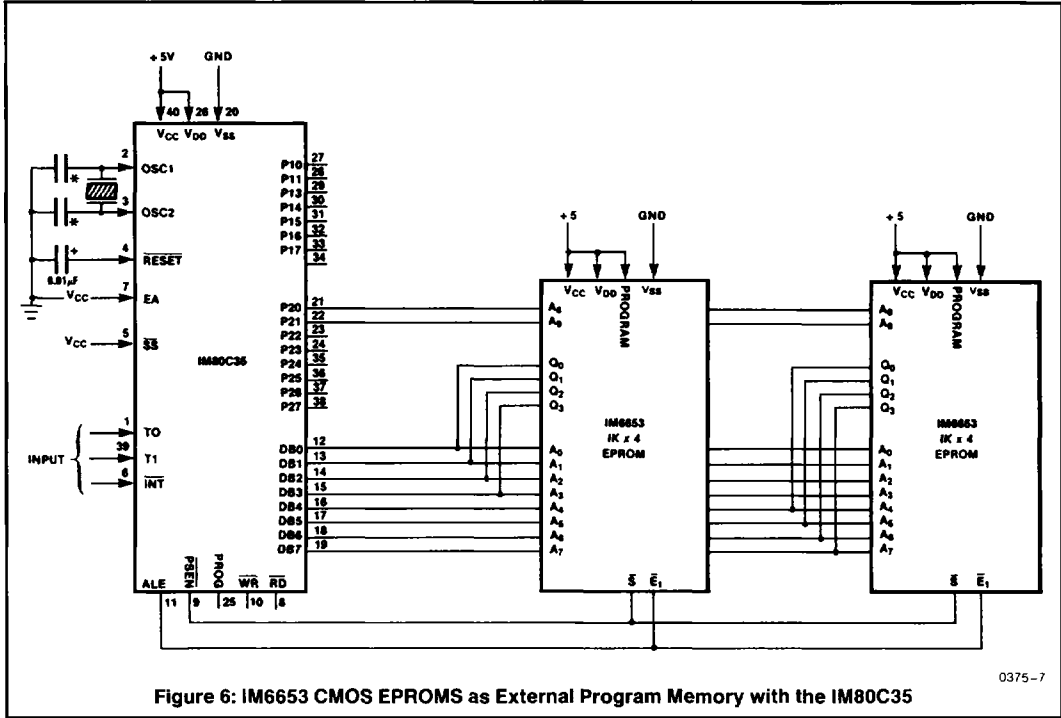 +5V GND
40 26 20
VCC VDD VSS
2 OSC1
*
3 OSC2
*
4 RESET
+
0.01μF
VCC 7 EA
VCC 5 SS
IM80C35
1 TO
39 T1
6 INT
INPUT
P10 27
P11 28
P13 29
P14 30
P15 31
P16 32
P17 33
34
P20 21
P21 22
P22 23
P23 24
P24 35
P25 36
P26 37
P27 38
DB0 12
DB1 13
DB2 14
DB3 15
DB4 16
DB5 17
DB6 18
DB7 19
ALE PSEN PROG WR RD
11 9 25 10 8
+5 GND
VCC VDD PROGRAM VSS
A8
A9
Q0
Q1
Q2
Q3
IM6653
IK x 4
EPROM
A0
A1
A2
A3
A4
A5
A6
A7
S E1
+5 GND
VCC VDD PROGRAM VSS
A8
A9
Q0
Q1
Q2
Q3
IM6653
IK x 4
EPROM
A0
A1
A2
A3
A4
A5
A6
A7
S E1
0375-7
Figure 6: IM6653 CMOS EPROMS as External Program Memory with the IM80C35